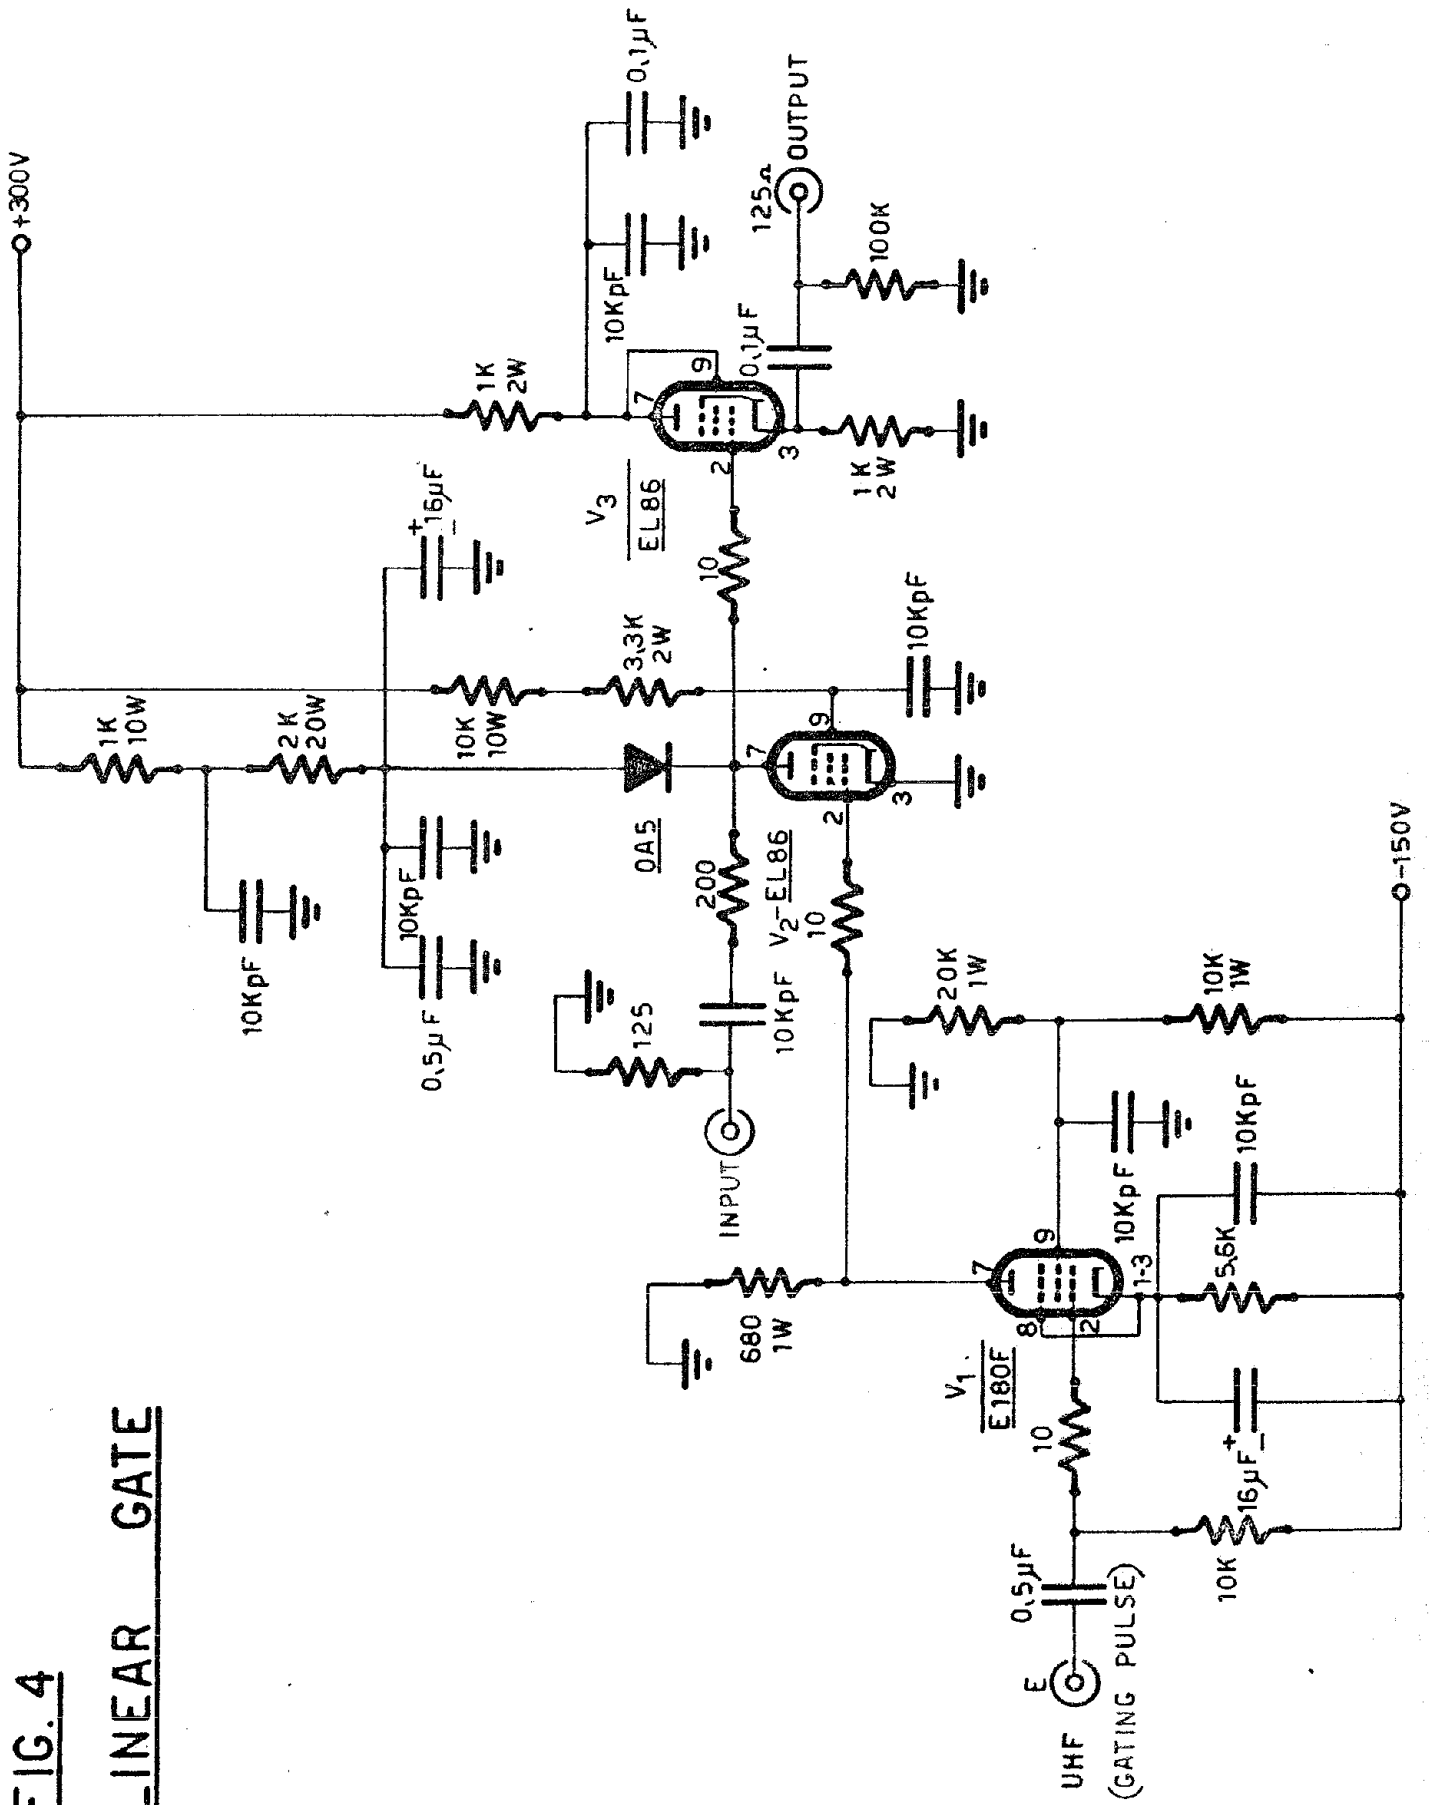 FIG. 4
LINEAR GATE
+300V
1K
10W
10KpF
2K
20W
10KpF
0,5µF
+
16µF
-
10K
10W
3,3K
2W
0A5
1K
2W
10KpF
0,1µF
V3
EL86
7
9
2
3
10
0,1µF
125Ω
OUTPUT
100K
1K
2W
INPUT
125
10KpF
200
V2-EL86
7
9
2
3
10
10KpF
680
1W
20K
1W
10K
1W
10KpF
V1
E180F
7
9
8
2
1-3
10
0,5µF
E
UHF
(GATING PULSE)
10K
16µF
+
-
5,6K
10KpF
-150V